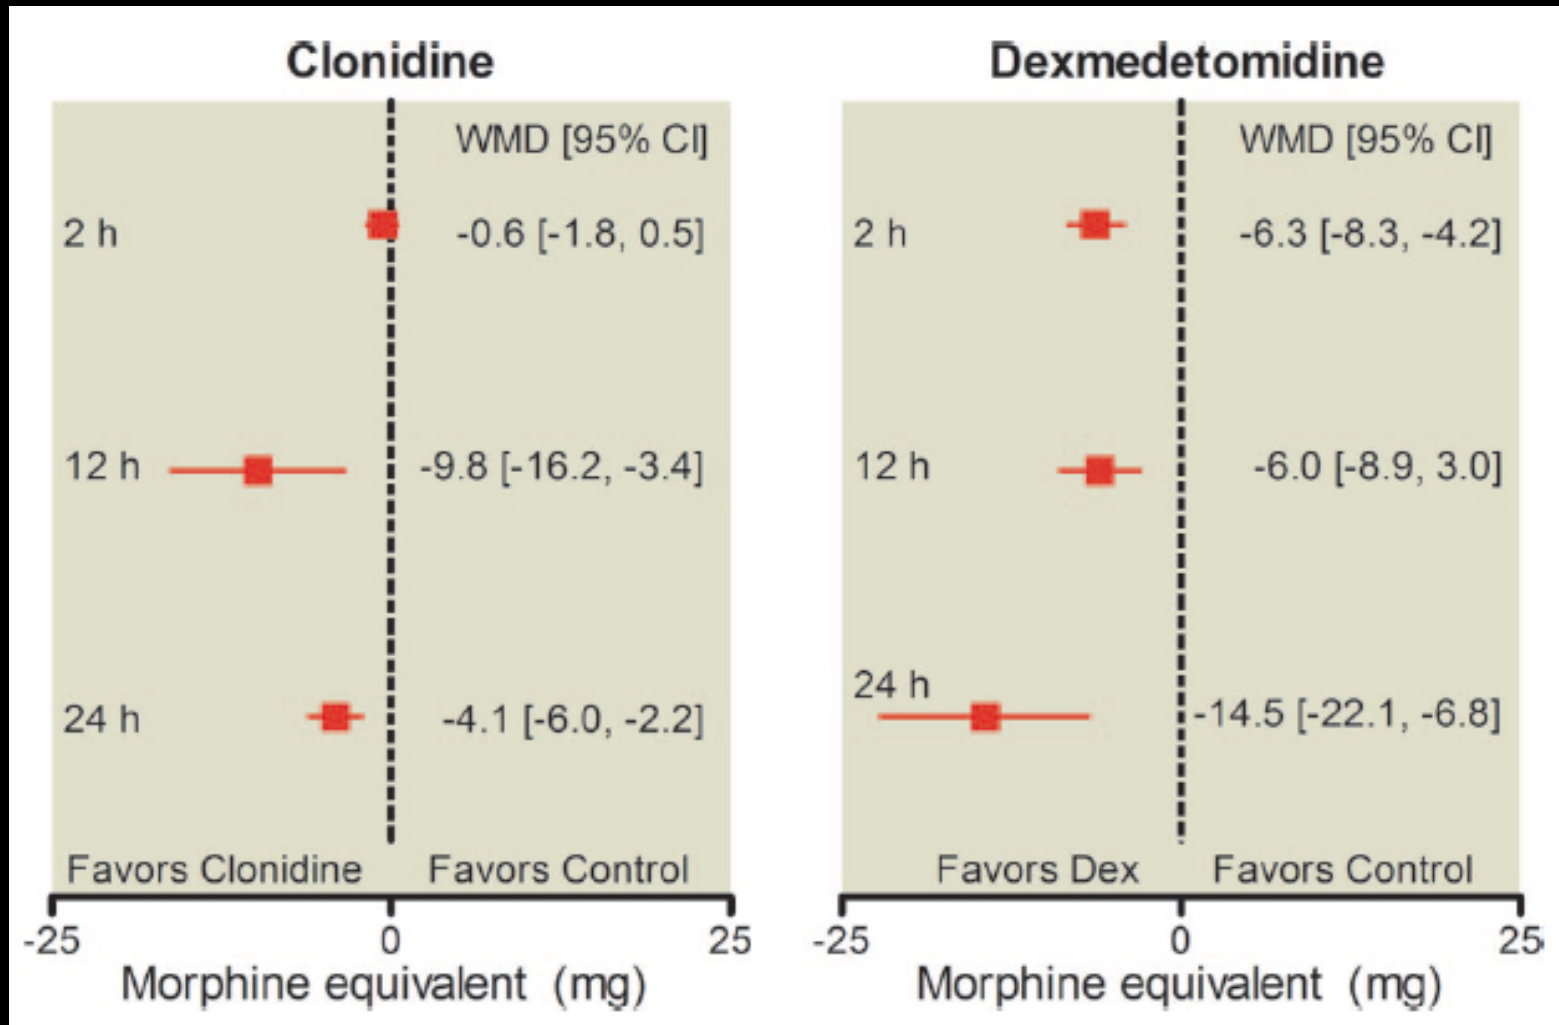 Clonidine
WMD [95% CI]
2 h -0.6 [-1.8, 0.5]
12 h -9.8 [-16.2, -3.4]
24 h -4.1 [-6.0, -2.2]
Favors Clonidine Favors Control
-25 0 25
Morphine equivalent (mg)
Dexmedetomidine
WMD [95% CI]
2 h -6.3 [-8.3, -4.2]
12 h -6.0 [-8.9, 3.0]
24 h -14.5 [-22.1, -6.8]
Favors Dex Favors Control
-25 0 25
Morphine equivalent (mg)